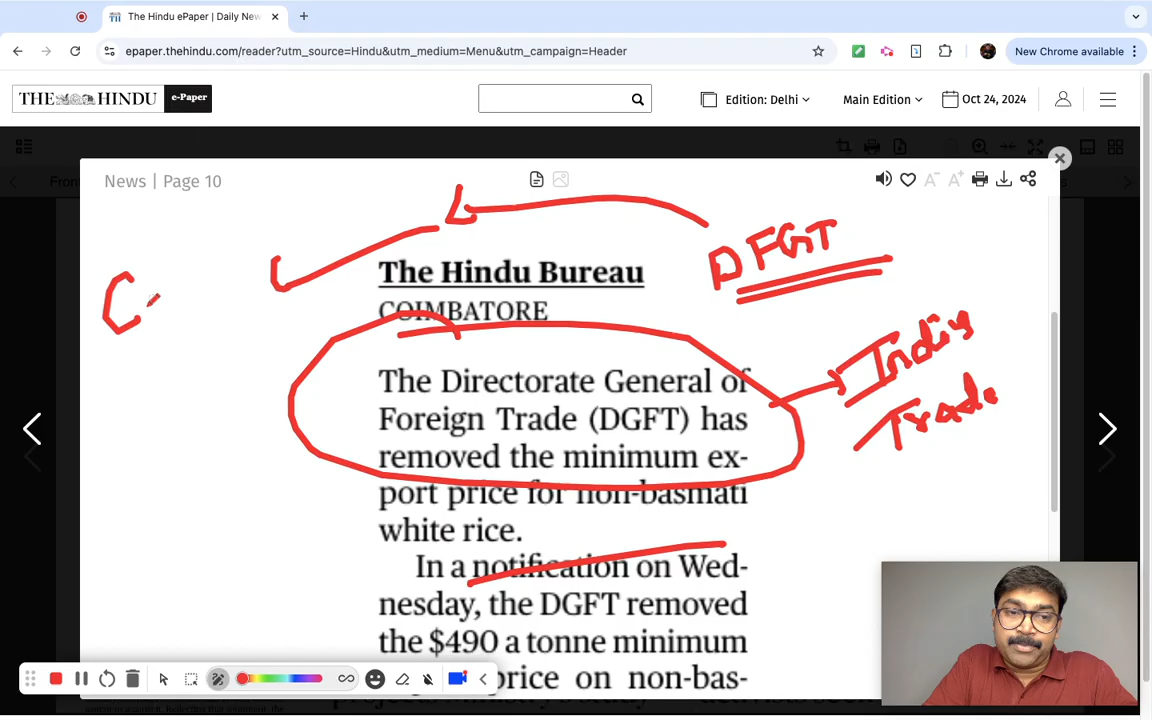 The Hindu ePaper | Daily New
epaper.thehindu.com/reader?utm_source=Hindu&utm_medium=Menu&utm_campaign=Header
New Chrome available
THE HINDU e-Paper
Edition: Delhi
Main Edition
Oct 24, 2024
News | Page 10
A- A+
DFGT
The Hindu Bureau
COIMBATORE
C
The Directorate General of
Foreign Trade (DGFT) has
removed the minimum ex-
port price for non-basmati
white rice.
India
Trade
In a notification on Wed-
nesday, the DGFT removed
the $490 a tonne minimum
price on non-bas-